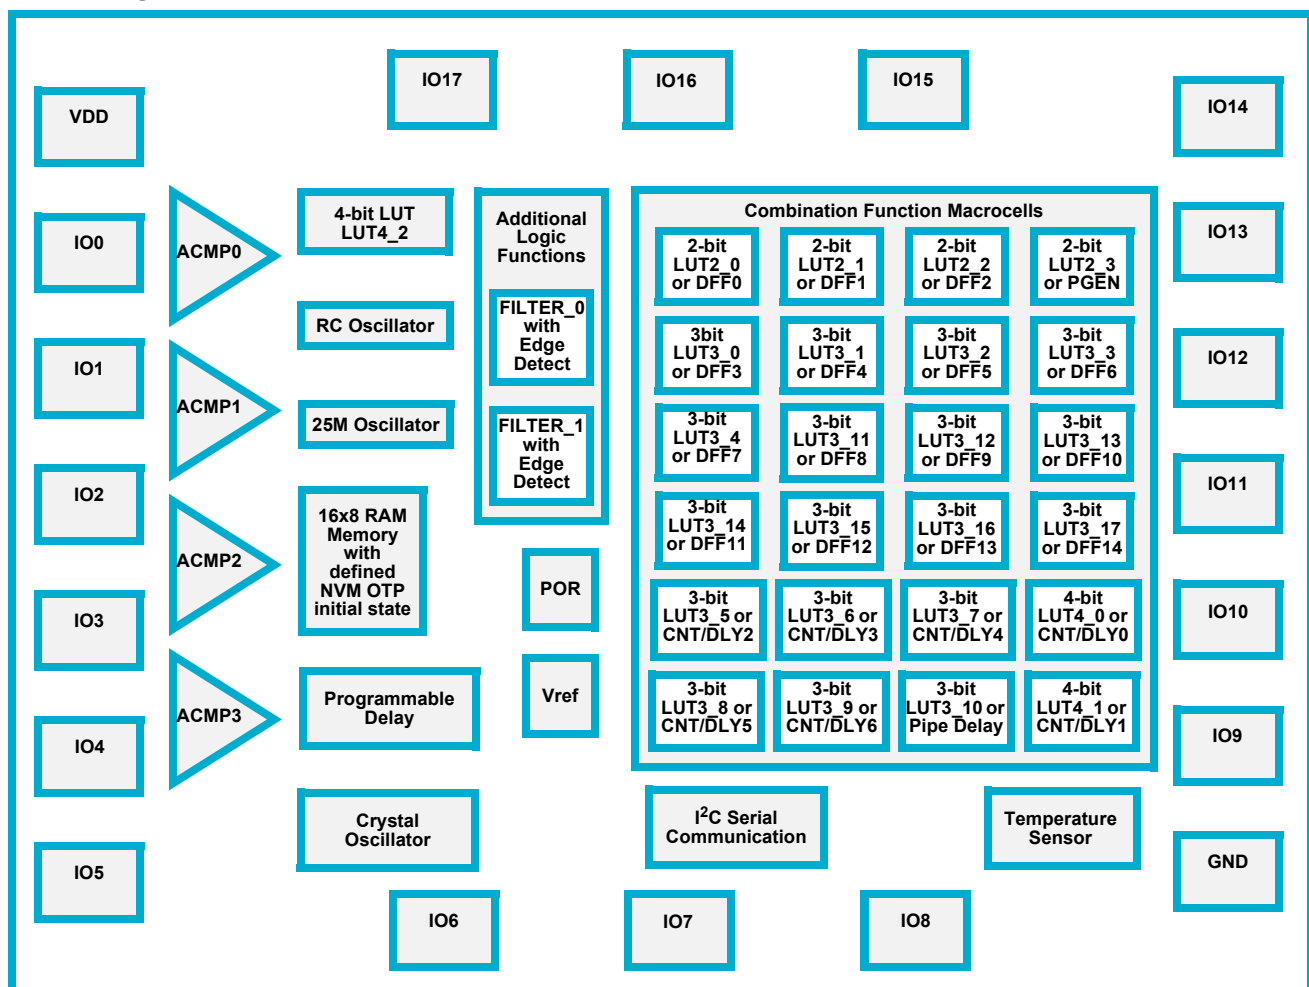 IO17
IO16
IO15
VDD
IO14
IO0
ACMP0
4-bit LUT
LUT4_2
Additional
Logic
Functions
Combination Function Macrocells
IO13
2-bit
LUT2_0
or DFF0
2-bit
LUT2_1
or DFF1
2-bit
LUT2_2
or DFF2
2-bit
LUT2_3
or PGEN
RC Oscillator
FILTER_0
with
Edge
Detect
3bit
LUT3_0
or DFF3
3-bit
LUT3_1
or DFF4
3-bit
LUT3_2
or DFF5
3-bit
LUT3_3
or DFF6
IO1
IO12
ACMP1
25M Oscillator
FILTER_1
with
Edge
Detect
3-bit
LUT3_4
or DFF7
3-bit
LUT3_11
or DFF8
3-bit
LUT3_12
or DFF9
3-bit
LUT3_13
or DFF10
IO2
IO11
16x8 RAM
Memory
with
defined
NVM OTP
initial state
3-bit
LUT3_14
or DFF11
3-bit
LUT3_15
or DFF12
3-bit
LUT3_16
or DFF13
3-bit
LUT3_17
or DFF14
ACMP2
POR
IO3
3-bit
LUT3_5 or
CNT/DLY2
3-bit
LUT3_6 or
CNT/DLY3
3-bit
LUT3_7 or
CNT/DLY4
4-bit
LUT4_0 or
CNT/DLY0
IO10
ACMP3
Programmable
Delay
Vref
3-bit
LUT3_8 or
CNT/DLY5
3-bit
LUT3_9 or
CNT/DLY6
3-bit
LUT3_10 or
Pipe Delay
4-bit
LUT4_1 or
CNT/DLY1
IO4
IO9
Crystal
Oscillator
I2C Serial
Communication
Temperature
Sensor
IO5
GND
IO6
IO7
IO8